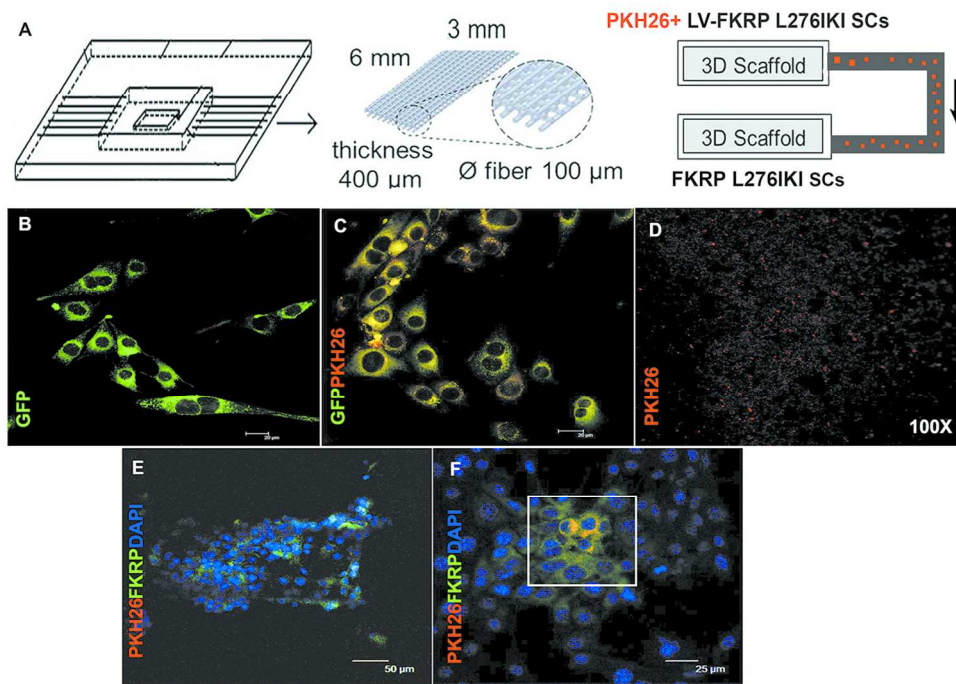 A
6 mm
3 mm
thickness
400 µm
Ø fiber 100 µm
PKH26+ LV-FKRP L276IKI SCs
3D Scaffold
3D Scaffold
FKRP L276IKI SCs
B
GFP
20 µm
C
GFPPKH26
20 µm
D
PKH26
100X
E
PKH26FKRPDAPI
50 µm
F
PKH26FKRPDAPI
25 µm